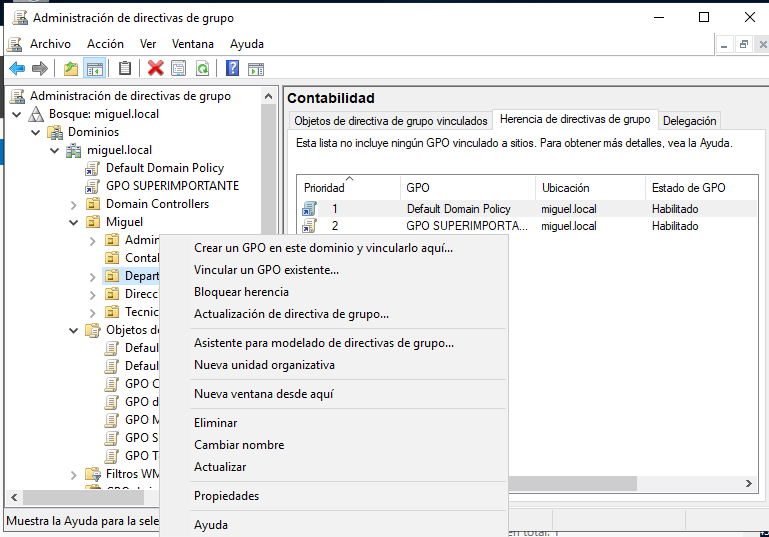 Administración de directivas de grupo
Archivo Acción Ver Ventana Ayuda
Administración de directivas de grupo
Bosque: miguel.local
Dominios
miguel.local
Default Domain Policy
GPO SUPERIMPORTANTE
Domain Controllers
Miguel
Admin
Contal
Depart
Direcc
Tecnic
Objetos de
Default
Default
GPO C
GPO d
GPO M
GPO S
GPO T
Filtros WM
Contabilidad
Objetos de directiva de grupo vinculados Herencia de directivas de grupo Delegación
Esta lista no incluye ningún GPO vinculado a sitios. Para obtener más detalles, vea la Ayuda.
Prioridad GPO Ubicación Estado de GPO
1 Default Domain Policy miguel.local Habilitado
2 GPO SUPERIMPORTA... miguel.local Habilitado
Crear un GPO en este dominio y vincularlo aquí...
Vincular un GPO existente...
Bloquear herencia
Actualización de directiva de grupo...
Asistente para modelado de directivas de grupo...
Nueva unidad organizativa
Nueva ventana desde aquí
Eliminar
Cambiar nombre
Actualizar
Propiedades
Ayuda
Muestra la Ayuda para la sele